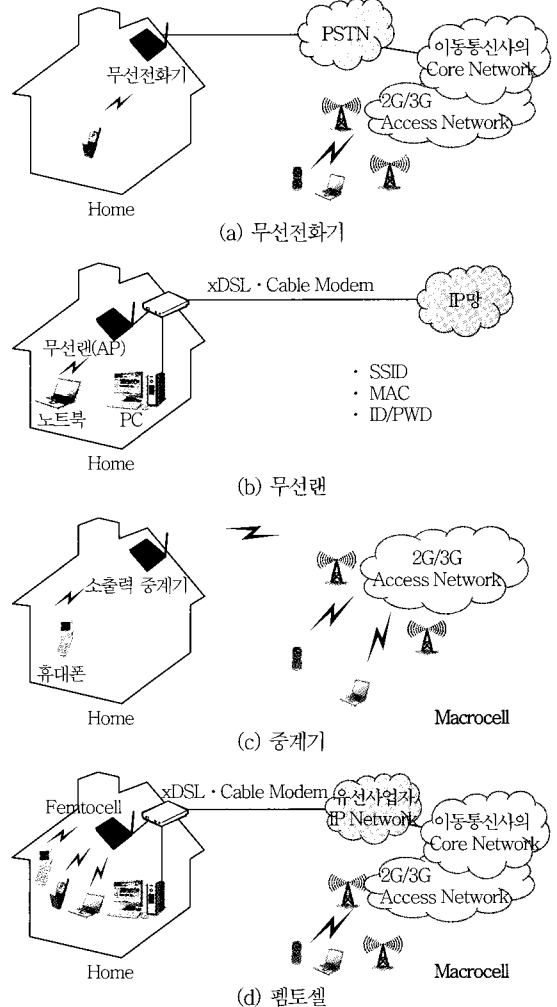 PSTN
이동통신사의
Core Network
무선전화기
2G/3G
Access Network
Home
(a) 무선전화기
xDSL · Cable Modem
IP망
무선랜(AP)
노트북 PC
· SSID
· MAC
· ID/PWD
Home
(b) 무선랜
소출력 중계기
2G/3G
Access Network
휴대폰
Home
Macrocell
(c) 중계기
xDSL · Cable Modem
유선사업자
IP Network
이동통신사의
Core Network
Femtocell
2G/3G
Access Network
Home
Macrocell
(d) 펨토셀